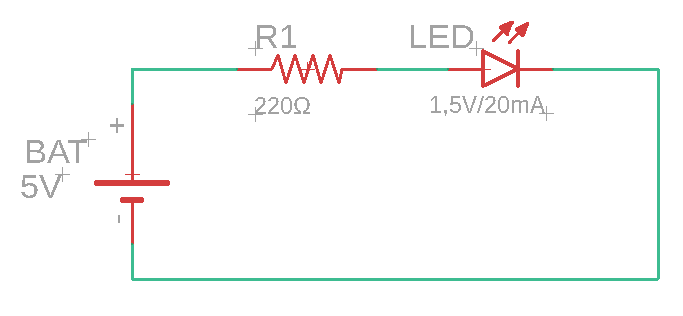 R1
LED
220Ω
1,5V/20mA
+
BAT
5V
-